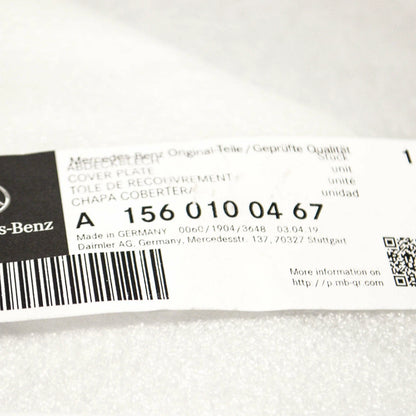 Mercedes-Benz Original-Teile / Geprüfte Qualität
ABDECKBLECH Stück
COVER PLATE unit
TOLE DE RECOUVREMENT/ unité
CHAPA COBERTERA/ unidad
1
A 156 010 04 67
s-Benz
Made in GERMANY 0060/1904/3648 03.04.19
Daimler AG, Germany, Mercedesstr. 137, 70327 Stuttgart
More information on
http://p.mb-qr.com/